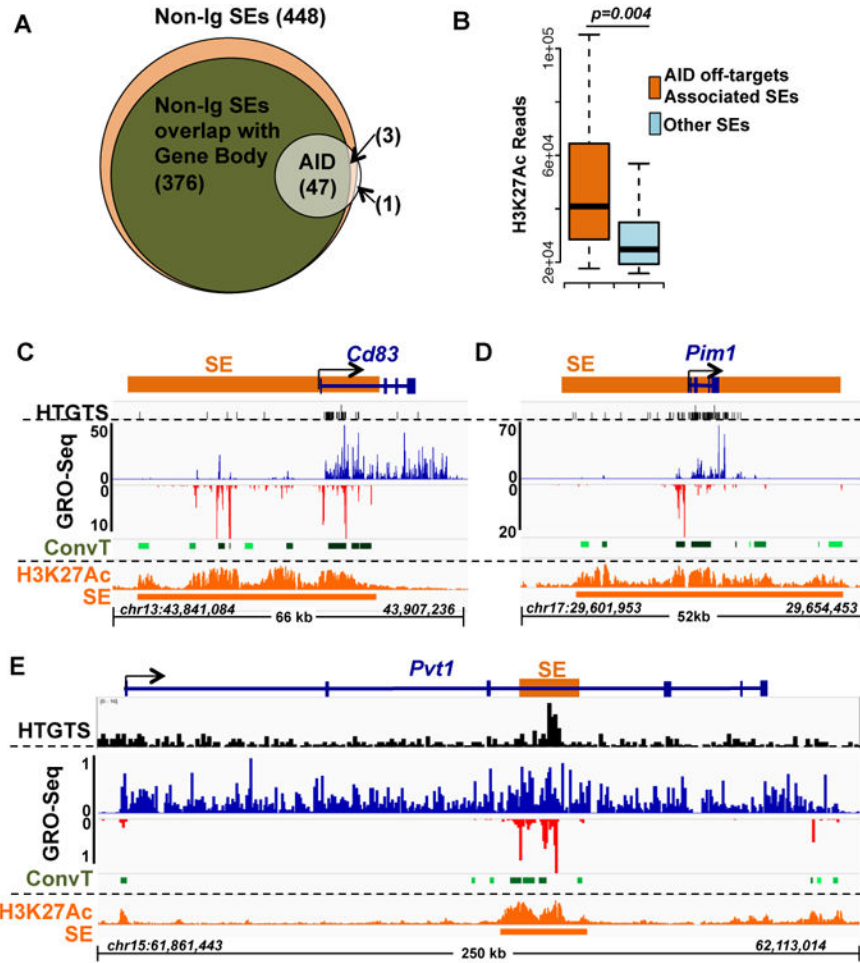 A
Non-Ig SEs (448)
Non-Ig SEs
overlap with
Gene Body
(376)
AID
(47)
(3)
(1)
B
p=0.004
H3K27Ac Reads
2e+04
6e+04
1e+05
AID off-targets
Associated SEs
Other SEs
C
SE
Cd83
HTGTS
GRO-Seq
50
0
0
10
ConvT
H3K27Ac
SE
chr13:43,841,084
66 kb
43,907,236
D
SE
Pim1
70
0
0
20
chr17:29,601,953
52kb
29,654,453
E
Pvt1
SE
HTGTS
GRO-Seq
1
0
0
1
ConvT
H3K27Ac
SE
chr15:61,861,443
250 kb
62,113,014